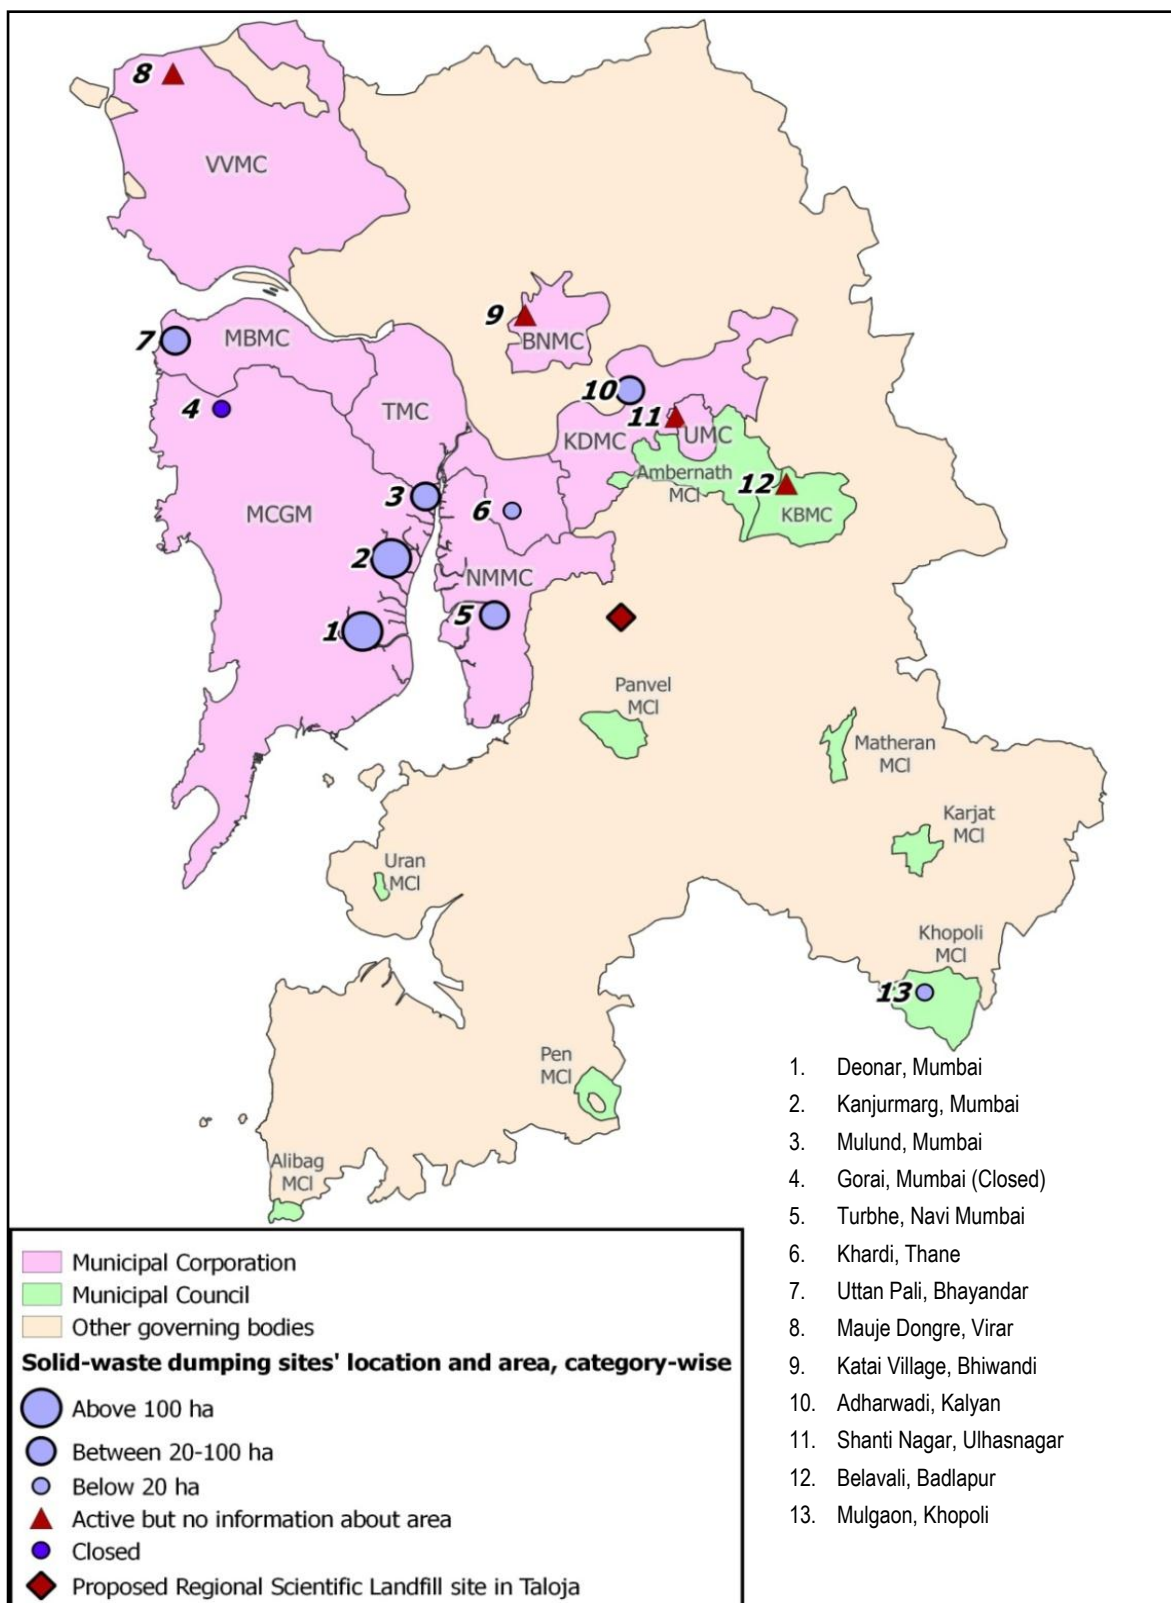 8
VVMC
9
BNMC
7
MBMC
10
4
TMC
11
UMC
KDMC
Ambernath
MCl
12
KBMC
3
6
MCGM
2
NMMC
5
1
Panvel
MCl
Matheran
MCl
Karjat
MCl
Uran
MCl
Khopoli
MCl
13
Pen
MCl
Alibag
MCl
1. Deonar, Mumbai
2. Kanjurmarg, Mumbai
3. Mulund, Mumbai
4. Gorai, Mumbai (Closed)
5. Turbhe, Navi Mumbai
6. Khardi, Thane
7. Uttan Pali, Bhayandar
8. Mauje Dongre, Virar
9. Katai Village, Bhiwandi
10. Adharwadi, Kalyan
11. Shanti Nagar, Ulhasnagar
12. Belavali, Badlapur
13. Mulgaon, Khopoli
Municipal Corporation
Municipal Council
Other governing bodies
Solid-waste dumping sites' location and area, category-wise
Above 100 ha
Between 20-100 ha
Below 20 ha
Active but no information about area
Closed
Proposed Regional Scientific Landfill site in Taloja